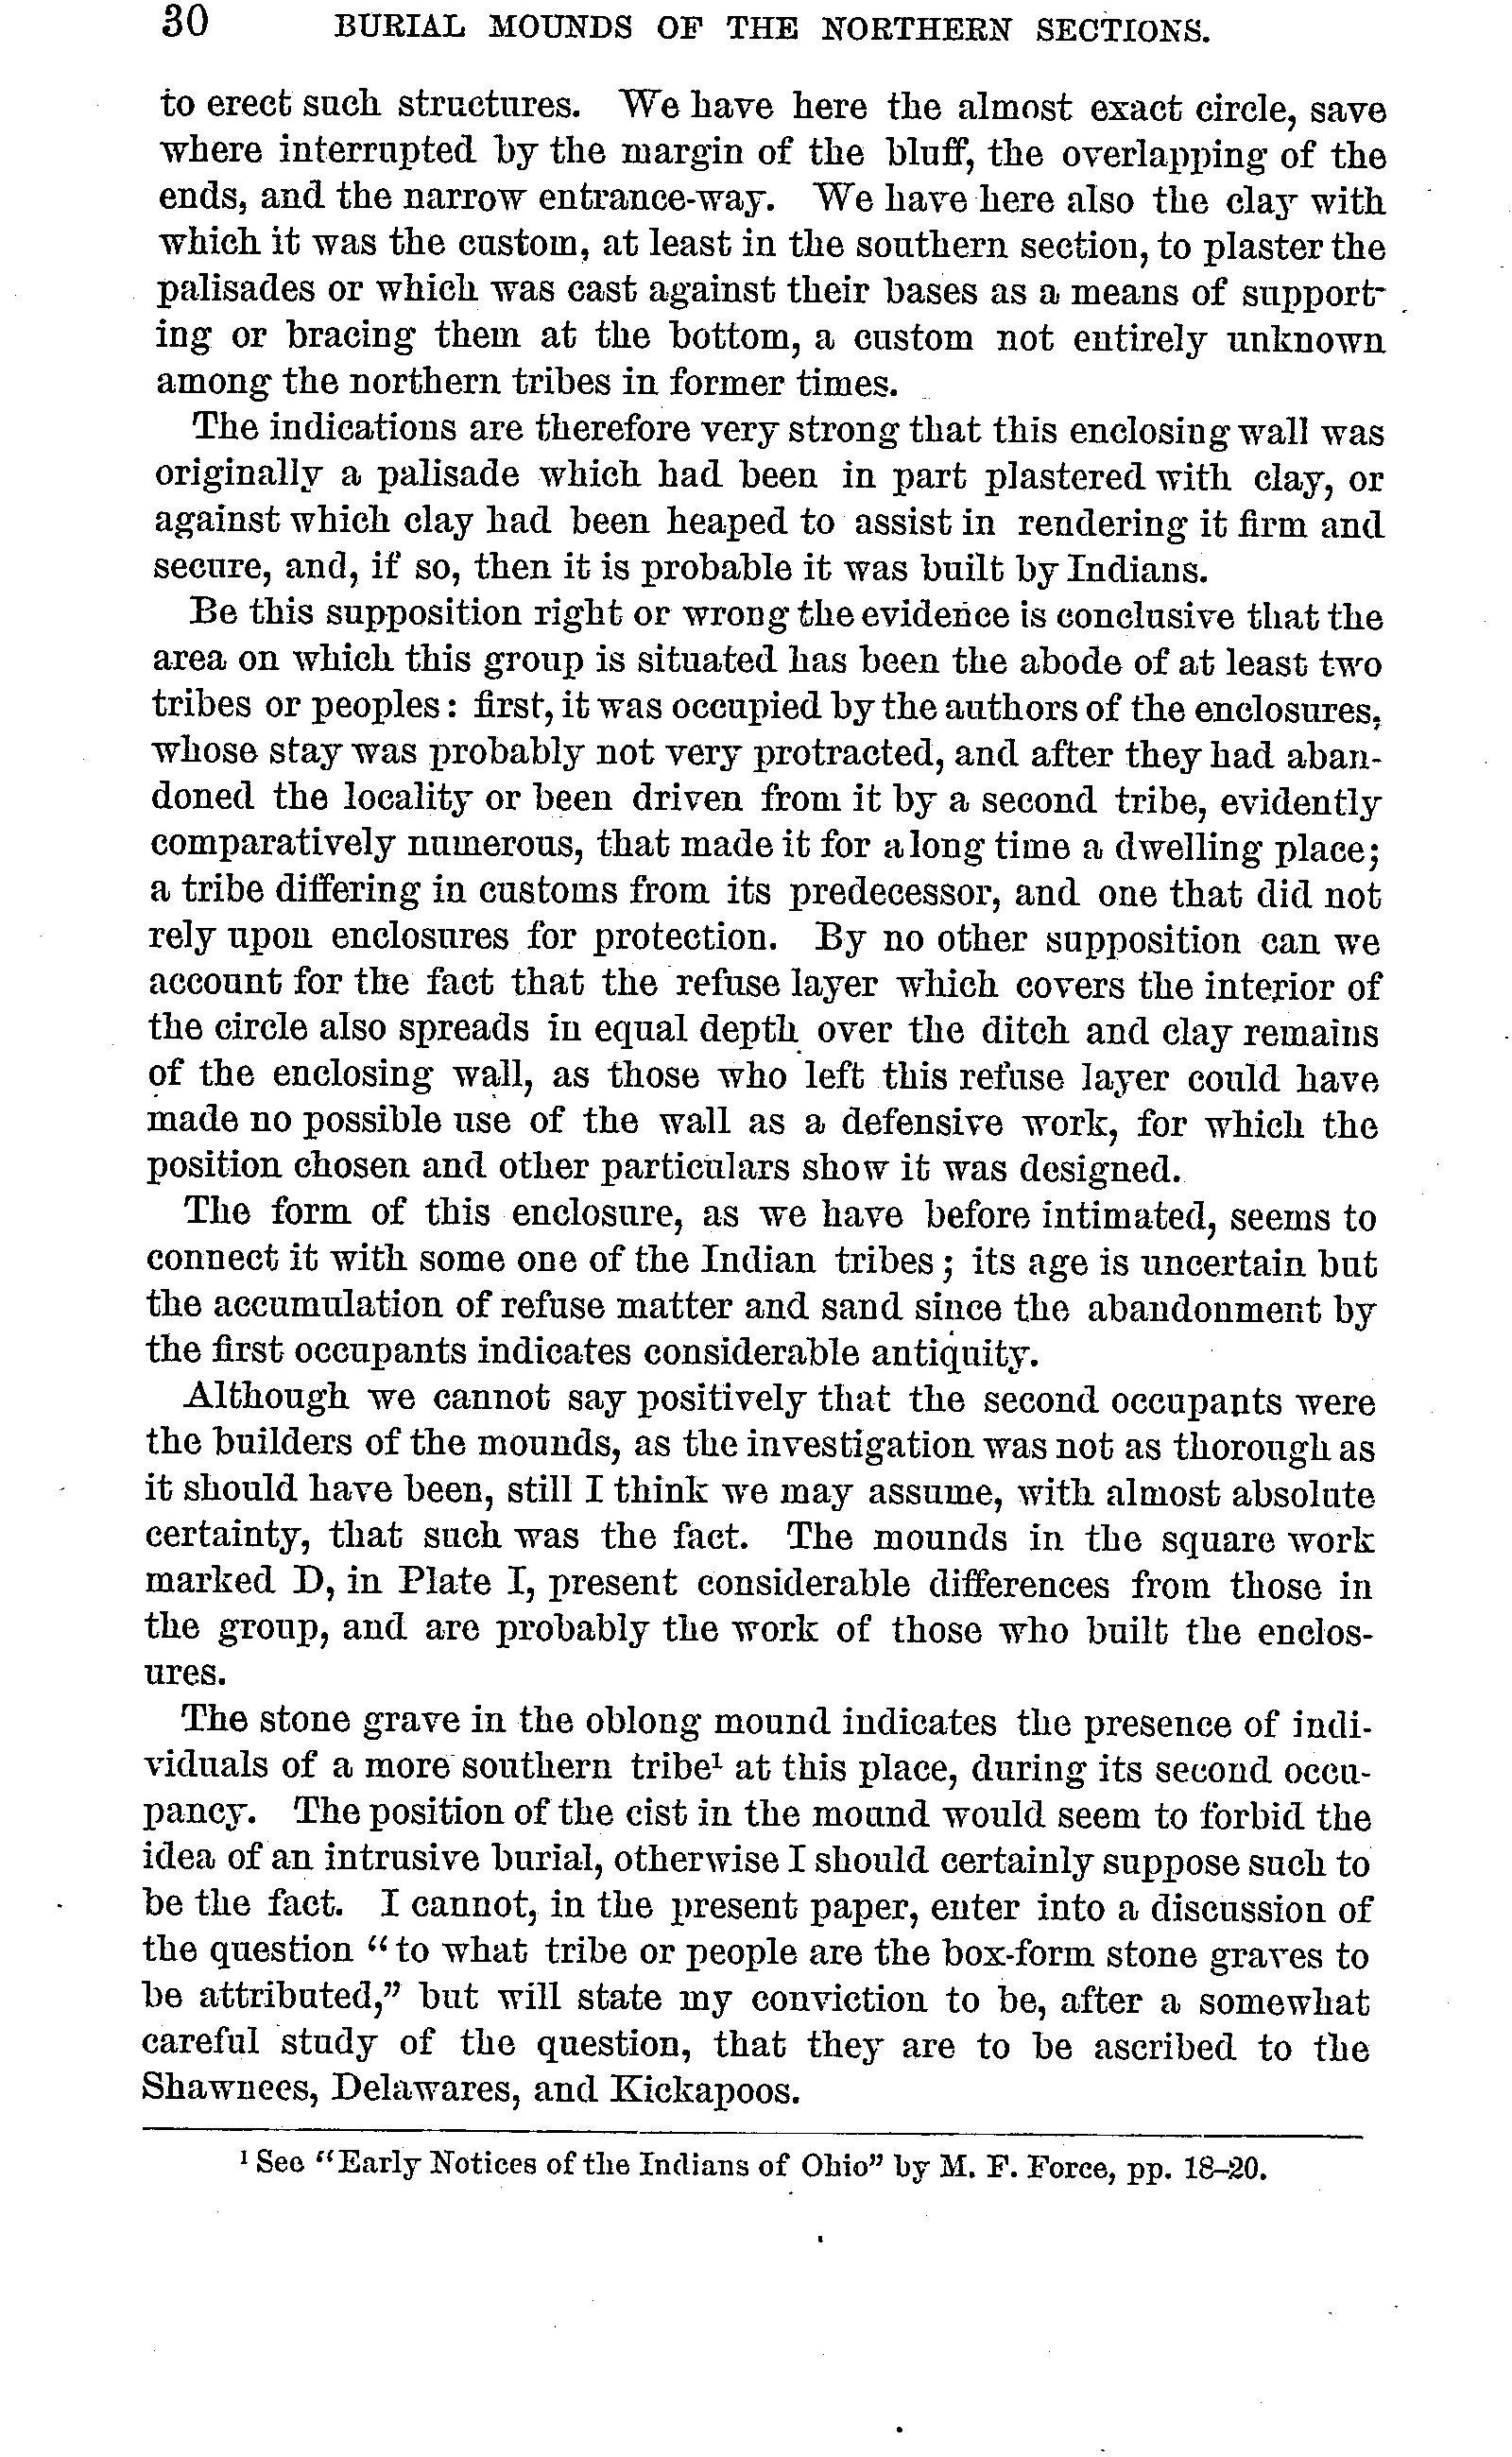 30 BURIAL MOUNDS OF THE NORTHERN SECTIONS.
to erect such structures. We have here the almost exact circle, save
where interrupted by the margin of the bluff, the overlapping of the
ends, and the narrow entrance-way. We have here also the clay with
which it was the custom, at least in the southern section, to plaster the
palisades or which was cast against their bases as a means of support-
ing or bracing them at the bottom, a custom not entirely unknown
among the northern tribes in former times.
The indications are therefore very strong that this enclosing wall was
originally a palisade which had been in part plastered with clay, or
against which clay had been heaped to assist in rendering it firm and
secure, and, if so, then it is probable it was built by Indians.
Be this supposition right or wrong the evidence is conclusive that the
area on which this group is situated has been the abode of at least two
tribes or peoples: first, it was occupied by the authors of the enclosures,
whose stay was probably not very protracted, and after they had aban-
doned the locality or been driven from it by a second tribe, evidently
comparatively numerous, that made it for a long time a dwelling place;
a tribe differing in customs from its predecessor, and one that did not
rely upon enclosures for protection. By no other supposition can we
account for the fact that the refuse layer which covers the interior of
the circle also spreads in equal depth over the ditch and clay remains
of the enclosing wall, as those who left this refuse layer could have
made no possible use of the wall as a defensive work, for which the
position chosen and other particulars show it was designed.
The form of this enclosure, as we have before intimated, seems to
connect it with some one of the Indian tribes; its age is uncertain but
the accumulation of refuse matter and sand since the abandonment by
the first occupants indicates considerable antiquity.
Although we cannot say positively that the second occupants were
the builders of the mounds, as the investigation was not as thorough as
it should have been, still I think we may assume, with almost absolute
certainty, that such was the fact. The mounds in the square work
marked D, in Plate I, present considerable differences from those in
the group, and are probably the work of those who built the enclos-
ures.
The stone grave in the oblong mound indicates the presence of indi-
viduals of a more southern tribe¹ at this place, during its second occu-
pancy. The position of the cist in the mound would seem to forbid the
idea of an intrusive burial, otherwise I should certainly suppose such to
be the fact. I cannot, in the present paper, enter into a discussion of
the question "to what tribe or people are the box-form stone graves to
be attributed," but will state my conviction to be, after a somewhat
careful study of the question, that they are to be ascribed to the
Shawnees, Delawares, and Kickapoos.
¹ See "Early Notices of the Indians of Ohio" by M. F. Force, pp. 18–20.